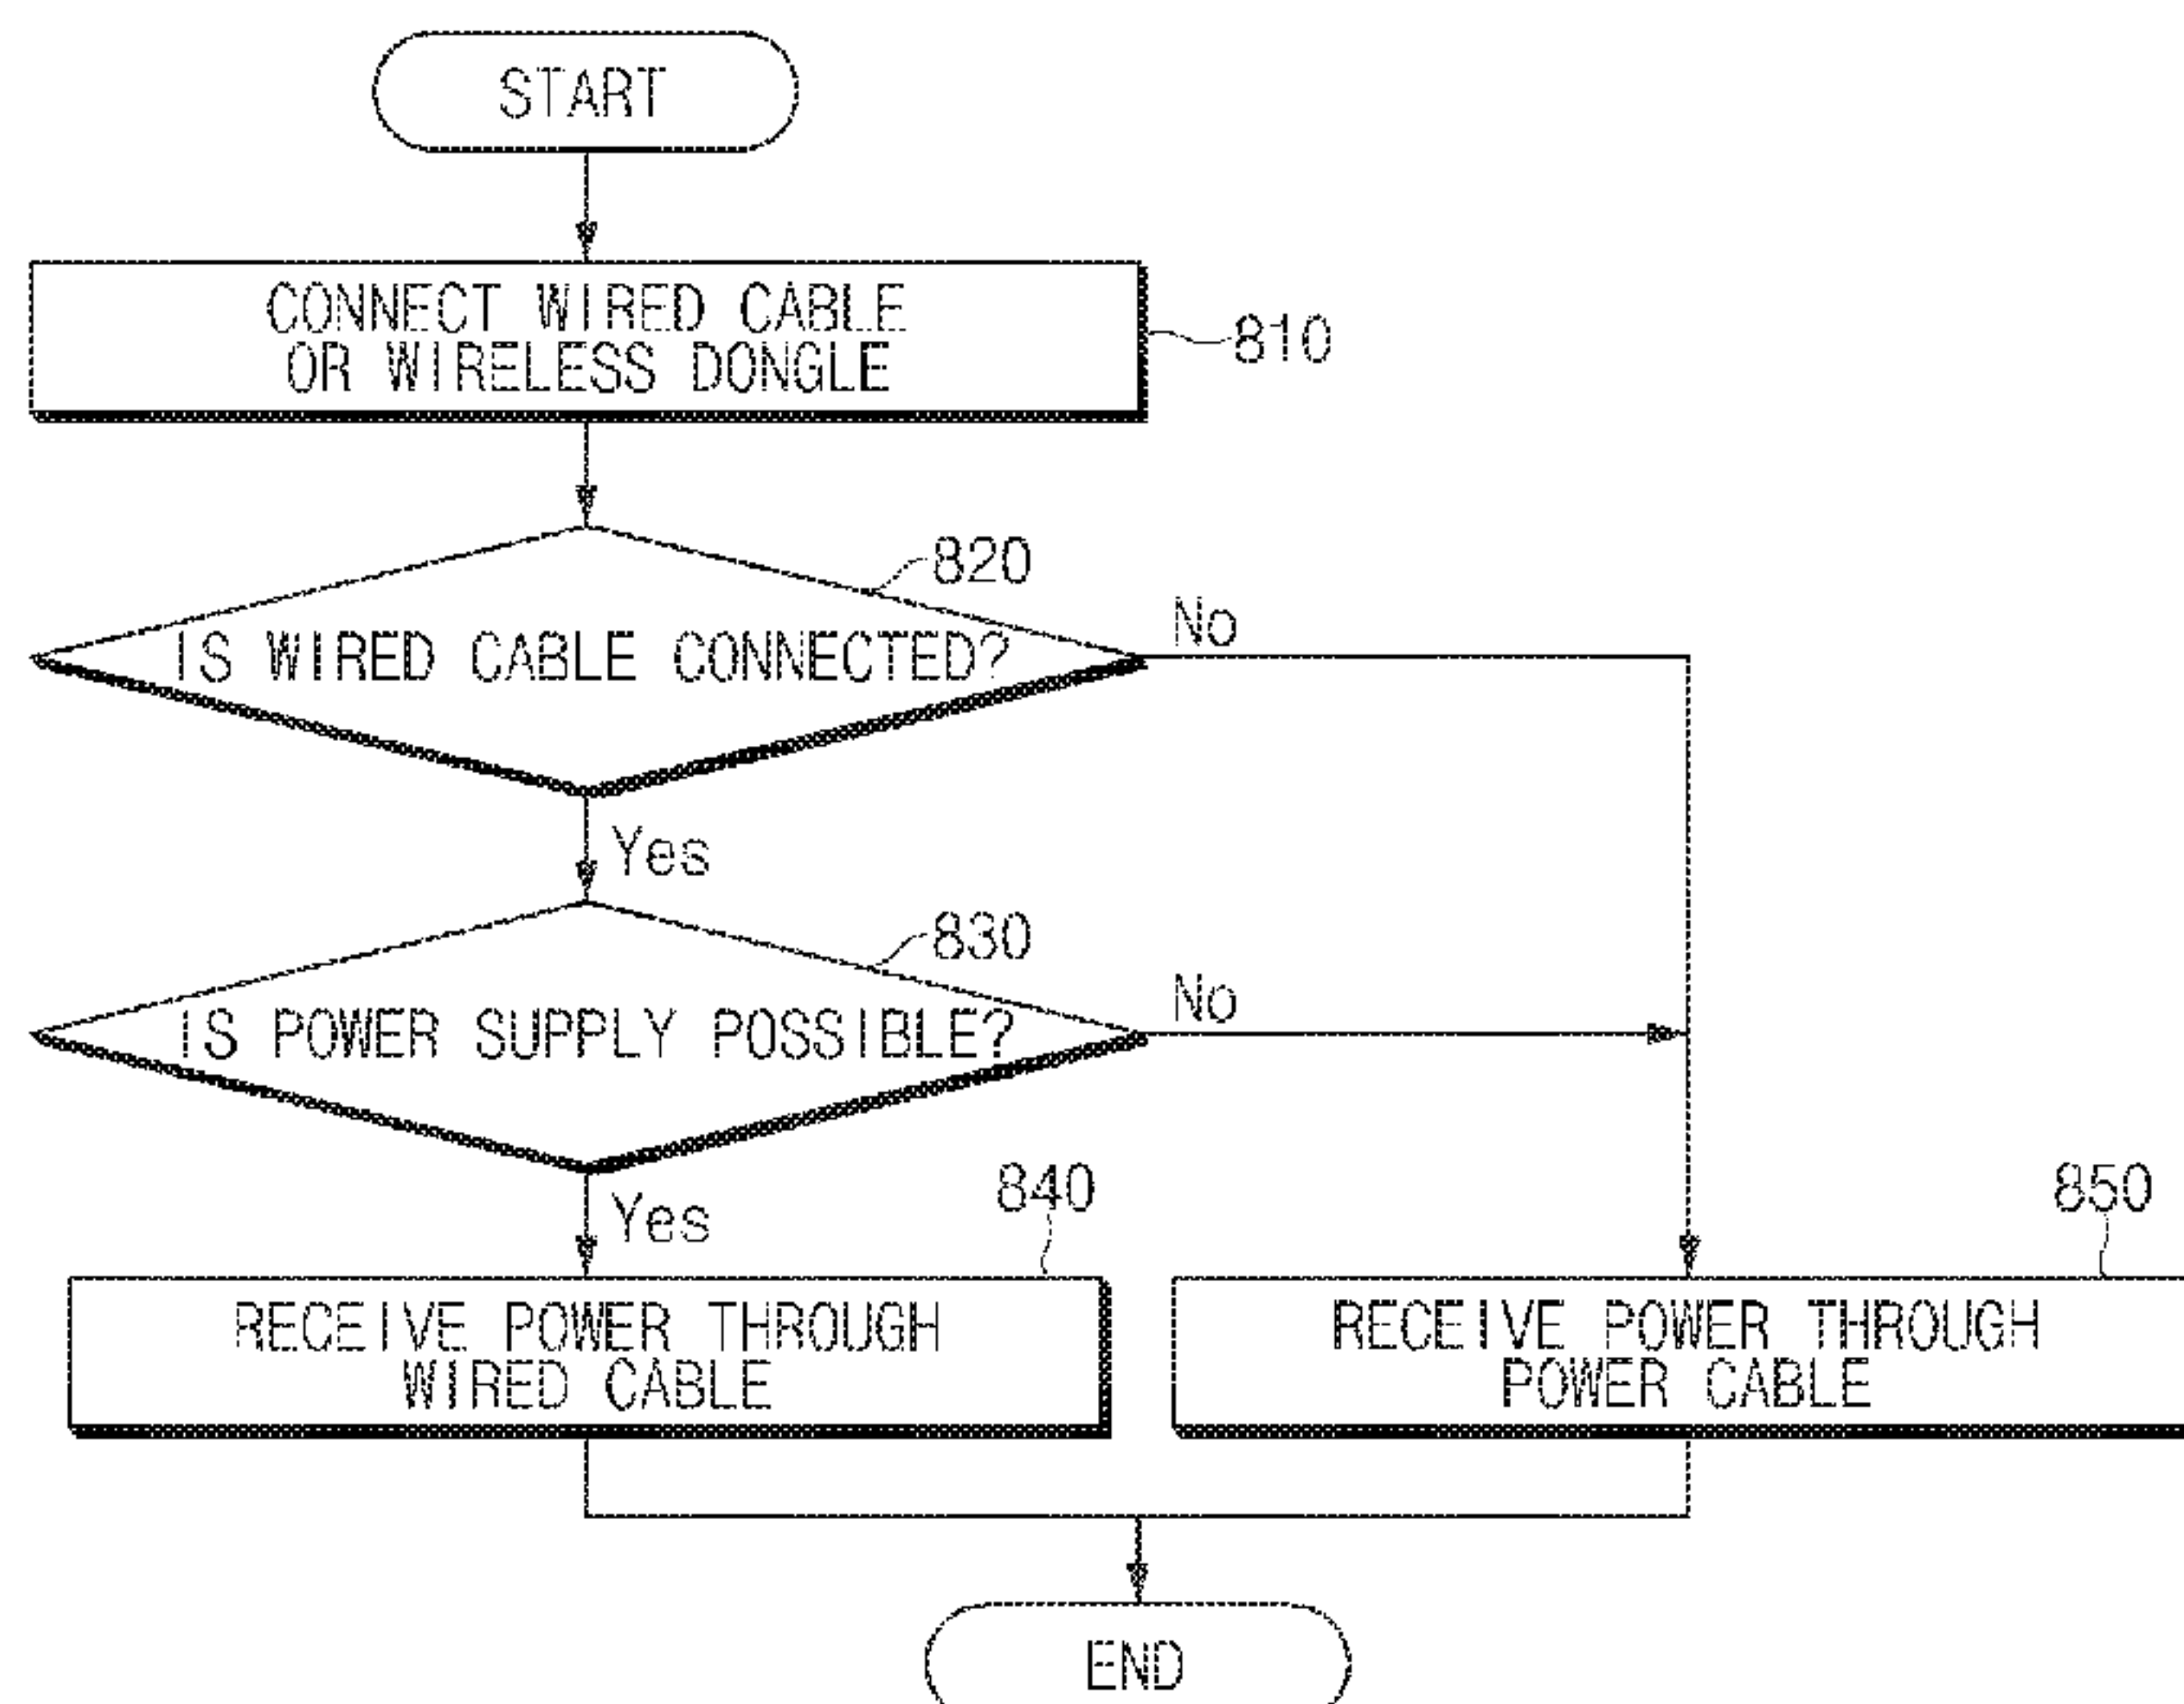 START
CONNECT WIRED CABLE
OR WIRELESS DONGLE
810
820
IS WIRED CABLE CONNECTED?
No
Yes
830
IS POWER SUPPLY POSSIBLE?
No
Yes
840
RECEIVE POWER THROUGH
WIRED CABLE
850
RECEIVE POWER THROUGH
POWER CABLE
END